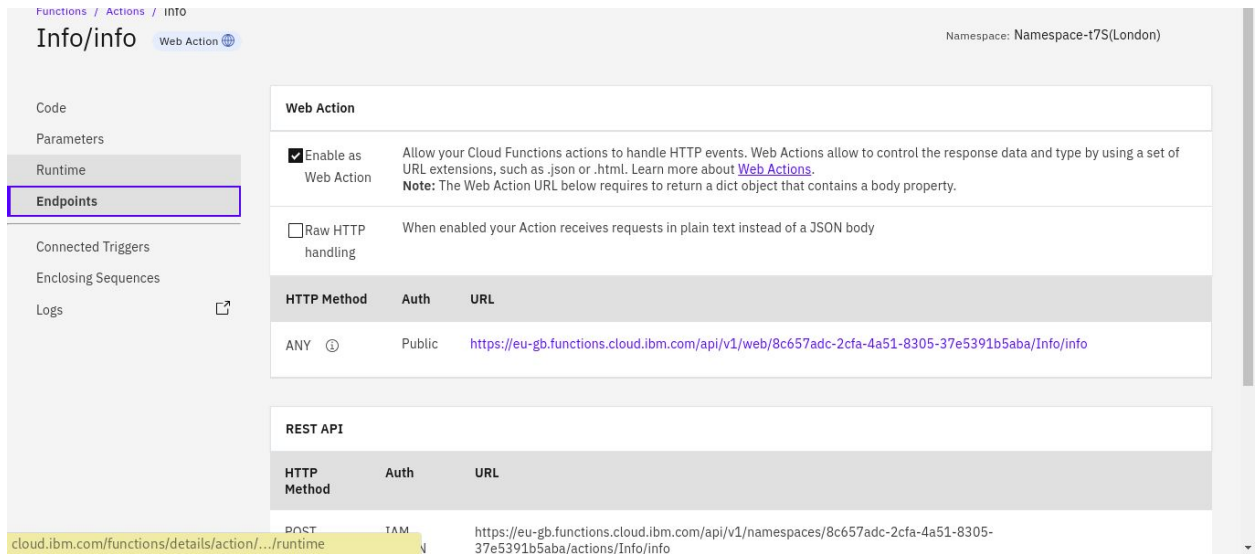 Functions / Actions / info
Info/info Web Action
Namespace: Namespace-t7S(London)
Code
Parameters
Runtime
Endpoints
Connected Triggers
Enclosing Sequences
Logs
Web Action
Enable as
Web Action
Allow your Cloud Functions actions to handle HTTP events. Web Actions allow to control the response data and type by using a set of
URL extensions, such as .json or .html. Learn more about Web Actions.
Note: The Web Action URL below requires to return a dict object that contains a body property.
Raw HTTP
handling
When enabled your Action receives requests in plain text instead of a JSON body
HTTP Method Auth URL
ANY Public https://eu-gb.functions.cloud.ibm.com/api/v1/web/8c657adc-2cfa-4a51-8305-37e5391b5aba/Info/info
REST API
HTTP
Method
Auth URL
POST IAM https://eu-gb.functions.cloud.ibm.com/api/v1/namespaces/8c657adc-2cfa-4a51-8305-
37e5391b5aba/actions/Info/info
cloud.ibm.com/functions/details/action/.../runtime